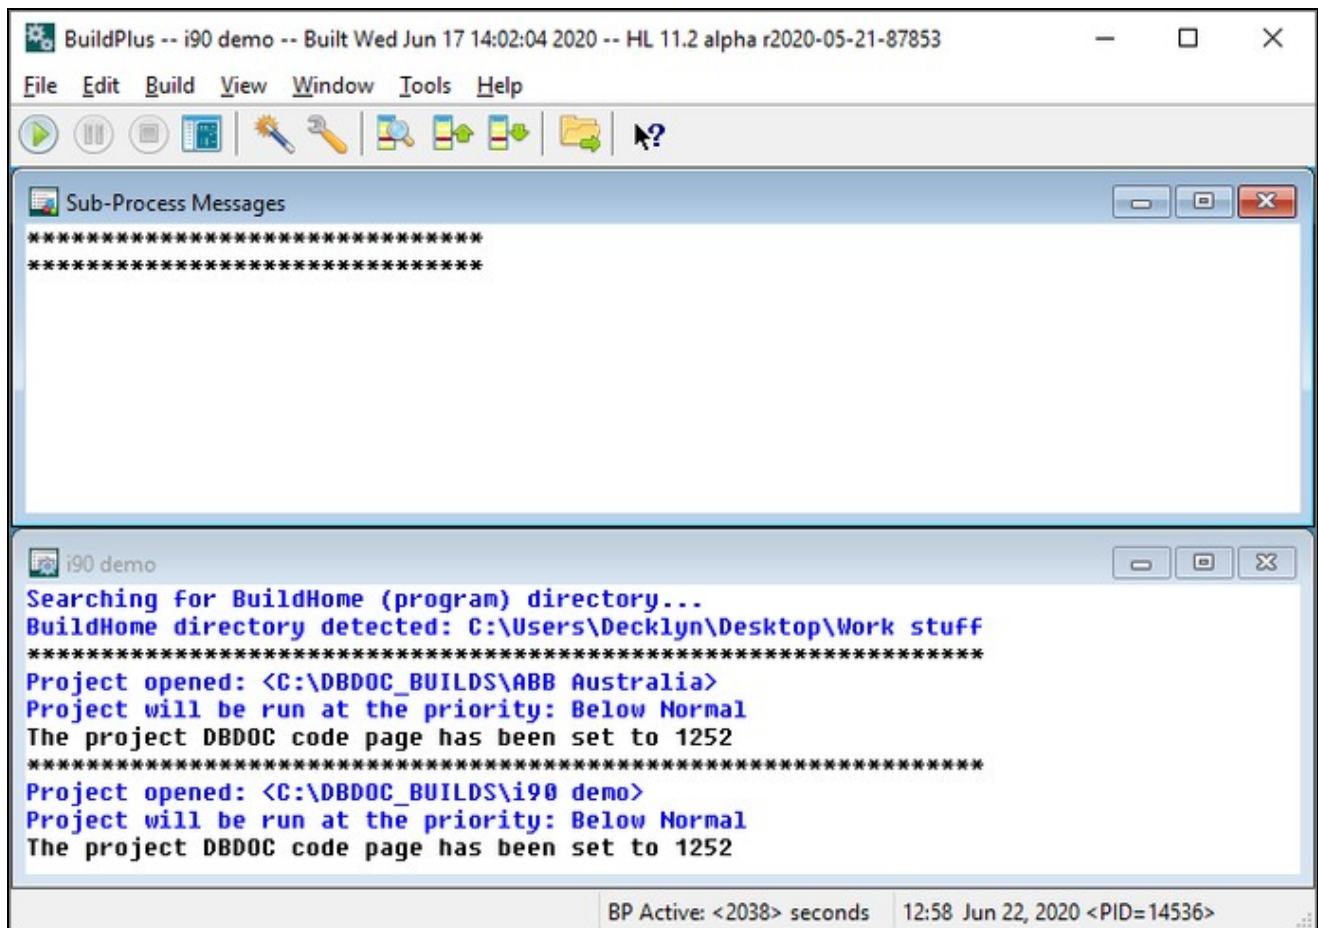 BuildPlus -- i90 demo -- Built Wed Jun 17 14:02:04 2020 -- HL 11.2 alpha r2020-05-21-87853
File Edit Build View Window Tools Help
?
Sub-Process Messages
*******************************
*******************************
i90 demo
Searching for BuildHome (program) directory...
BuildHome directory detected: C:\Users\Decklyn\Desktop\Work stuff
*****************************************************************
Project opened: <C:\DBDOC_BUILDS\ABB Australia>
Project will be run at the priority: Below Normal
The project DBDOC code page has been set to 1252
*****************************************************************
Project opened: <C:\DBDOC_BUILDS\i90 demo>
Project will be run at the priority: Below Normal
The project DBDOC code page has been set to 1252
BP Active: <2038> seconds 12:58 Jun 22, 2020 <PID=14536>